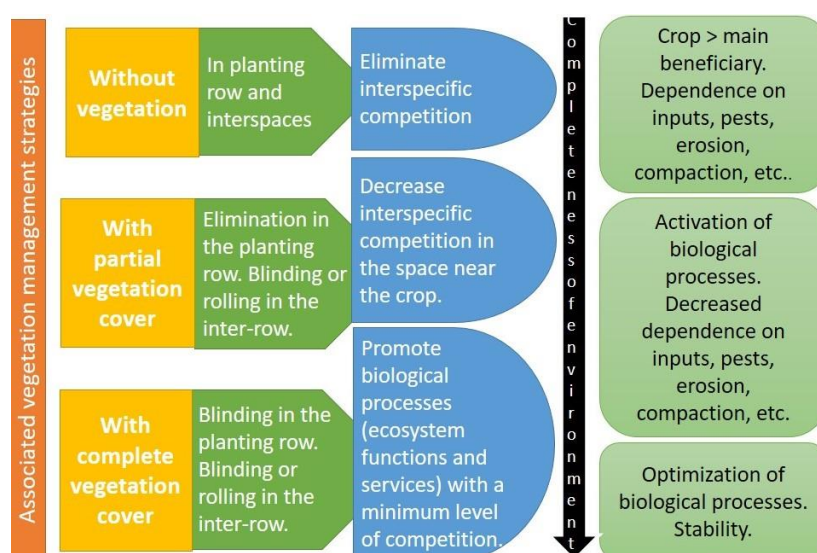 Associated vegetation management strategies
Without
vegetation
In planting
row and
interspaces
Eliminate
interspecific
competition
With
partial
vegetation
cover
Elimination in
the planting
row. Blinding or
rolling in the
inter-row.
Decrease
interspecific
competition in
the space near
the crop.
With
complete
vegetation
cover
Blinding in the
planting row.
Blinding or
rolling in the
inter-row.
Promote
biological
processes
(ecosystem
functions and
services) with a
minimum level
of competition.
Completenessofenvironment
Crop > main
beneficiary.
Dependence on
inputs, pests,
erosion,
compaction, etc..
Activation of
biological
processes.
Decreased
dependence on
inputs, pests,
erosion,
compaction, etc.
Optimization of
biological processes.
Stability.